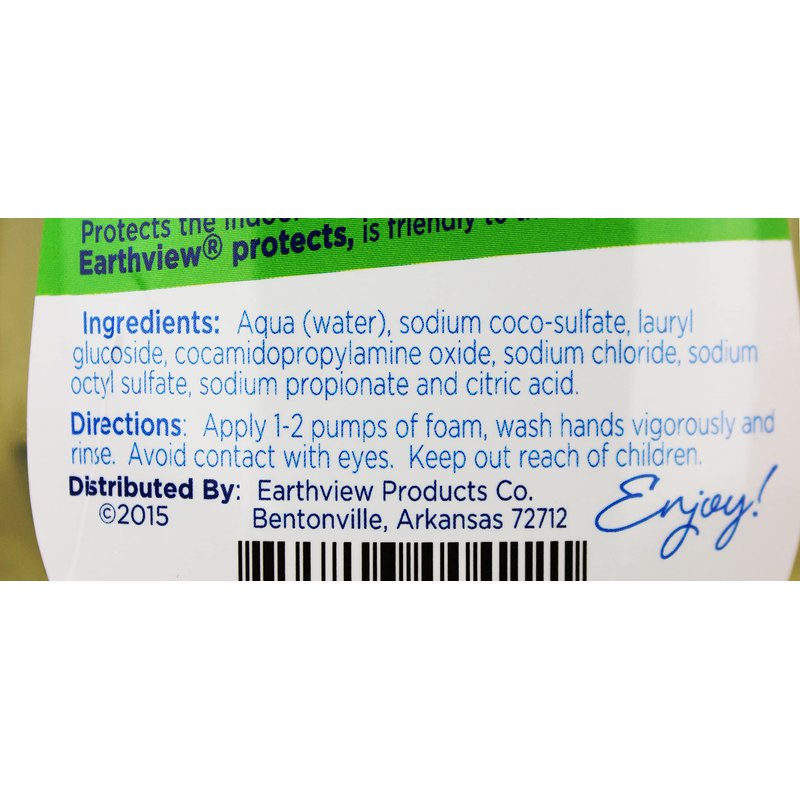 Protects the indoor
Earthview® protects, is friendly to
Ingredients: Aqua (water), sodium coco-sulfate, lauryl
glucoside, cocamidopropylamine oxide, sodium chloride, sodium
octyl sulfate, sodium propionate and citric acid.
Directions: Apply 1-2 pumps of foam, wash hands vigorously and
rinse. Avoid contact with eyes. Keep out reach of children.
Distributed By: Earthview Products Co.
©2015 Bentonville, Arkansas 72712
Enjoy!